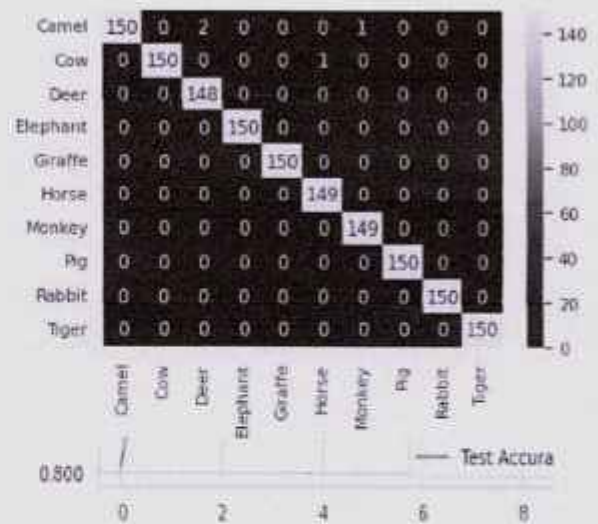 Camel 150 0 2 0 0 0 1 0 0 0 140
Cow 0 150 0 0 0 1 0 0 0 0 120
Deer 0 0 148 0 0 0 0 0 0 0
Elephant 0 0 0 150 0 0 0 0 0 0 100
Giraffe 0 0 0 0 150 0 0 0 0 0 80
Horse 0 0 0 0 0 149 0 0 0 0
Monkey 0 0 0 0 0 0 149 0 0 0 60
Pig 0 0 0 0 0 0 0 150 0 0 40
Rabbit 0 0 0 0 0 0 0 0 150 0 20
Tiger 0 0 0 0 0 0 0 0 0 150 0
Camel Cow Deer Elephant Giraffe Horse Monkey Pig Rabbit Tiger
0.800 Test Accura
0 2 4 6 8